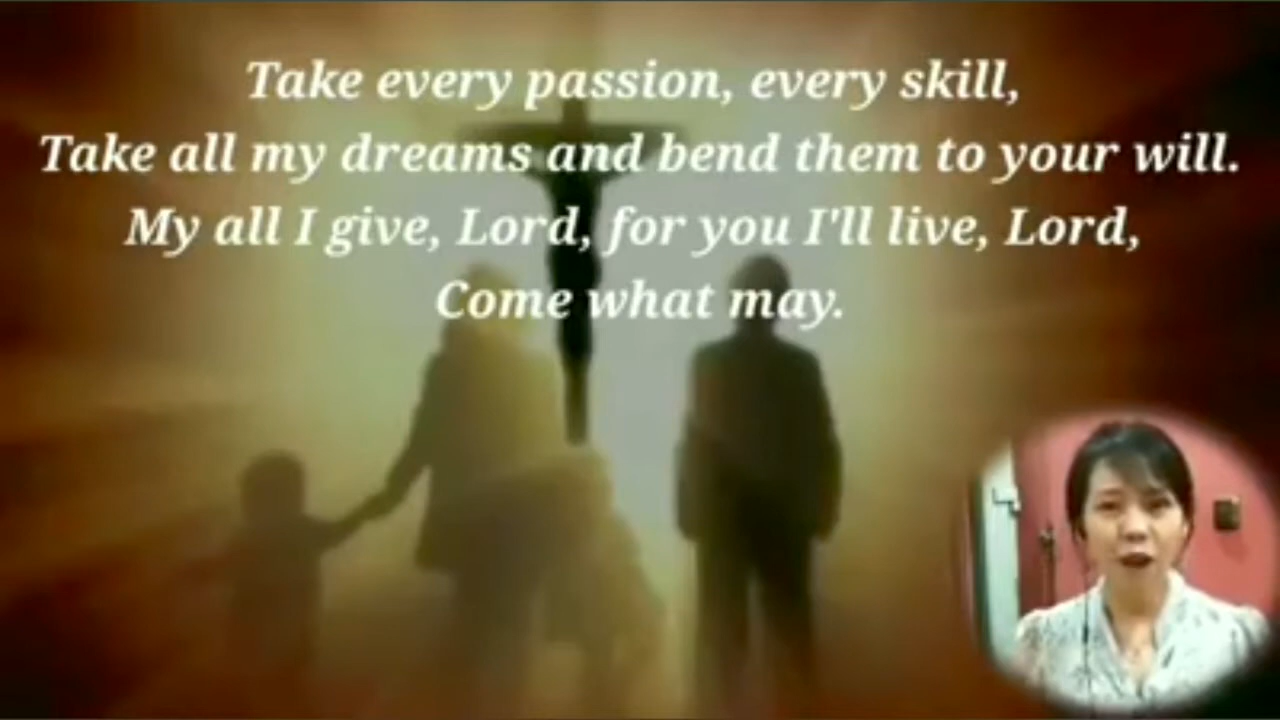 Take every passion, every skill,
Take all my dreams and bend them to your will.
My all I give, Lord, for you I'll live, Lord,
Come what may.